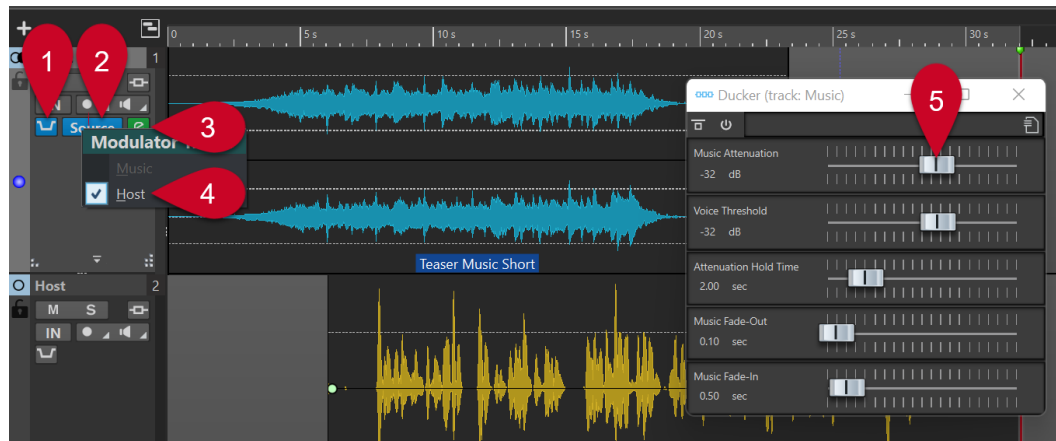 0
5 s
10 s
15 s
20 s
25 s
30 s
1
2
1
IN
Source
3
Modulator
Music
Host
4
Teaser Music Short
Host
2
M
S
IN
Ducker (track: Music)
5
Music Attenuation
-32 dB
Voice Threshold
-32 dB
Attenuation Hold Time
2.00 sec
Music Fade-Out
0.10 sec
Music Fade-In
0.50 sec